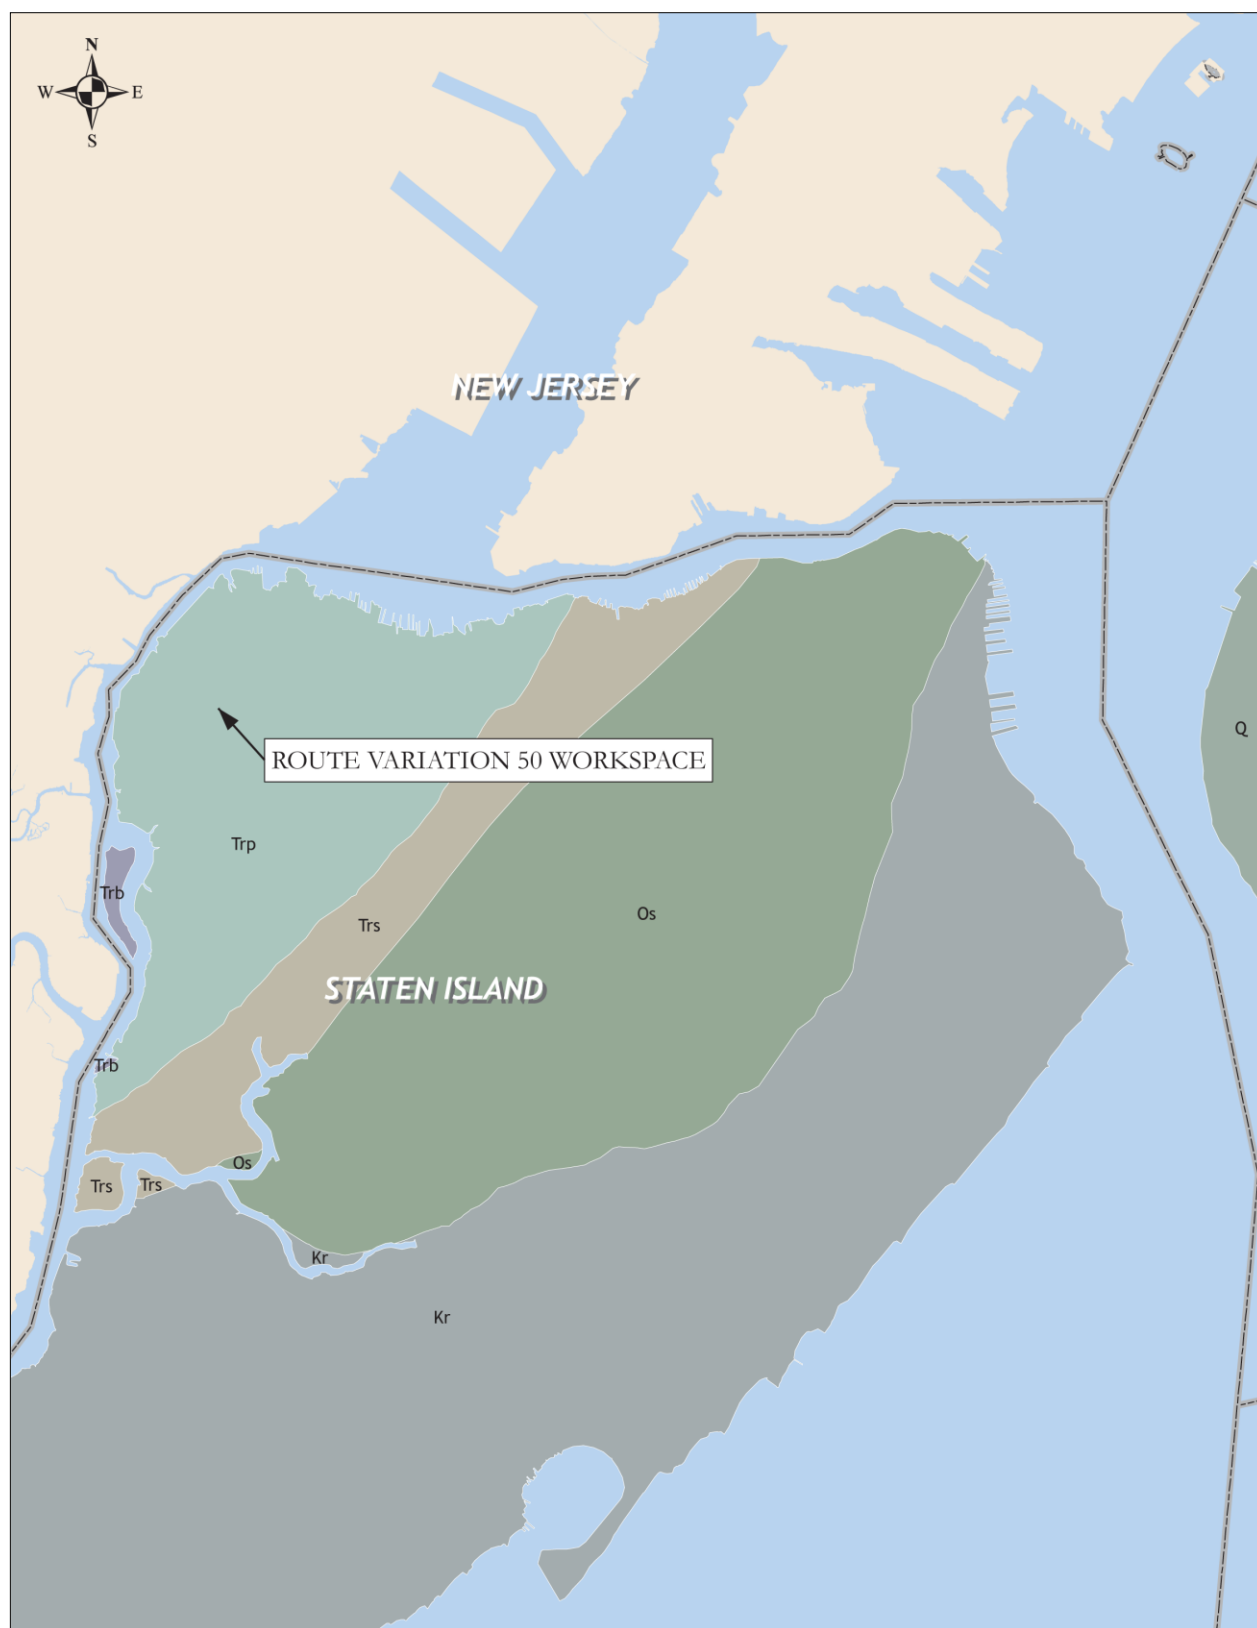 N
W E
S
NEW JERSEY
Q
ROUTE VARIATION 50 WORKSPACE
Trp
Trb
Os
Trs
STATEN ISLAND
Trb
Os
Trs
Trs
Kr
Kr